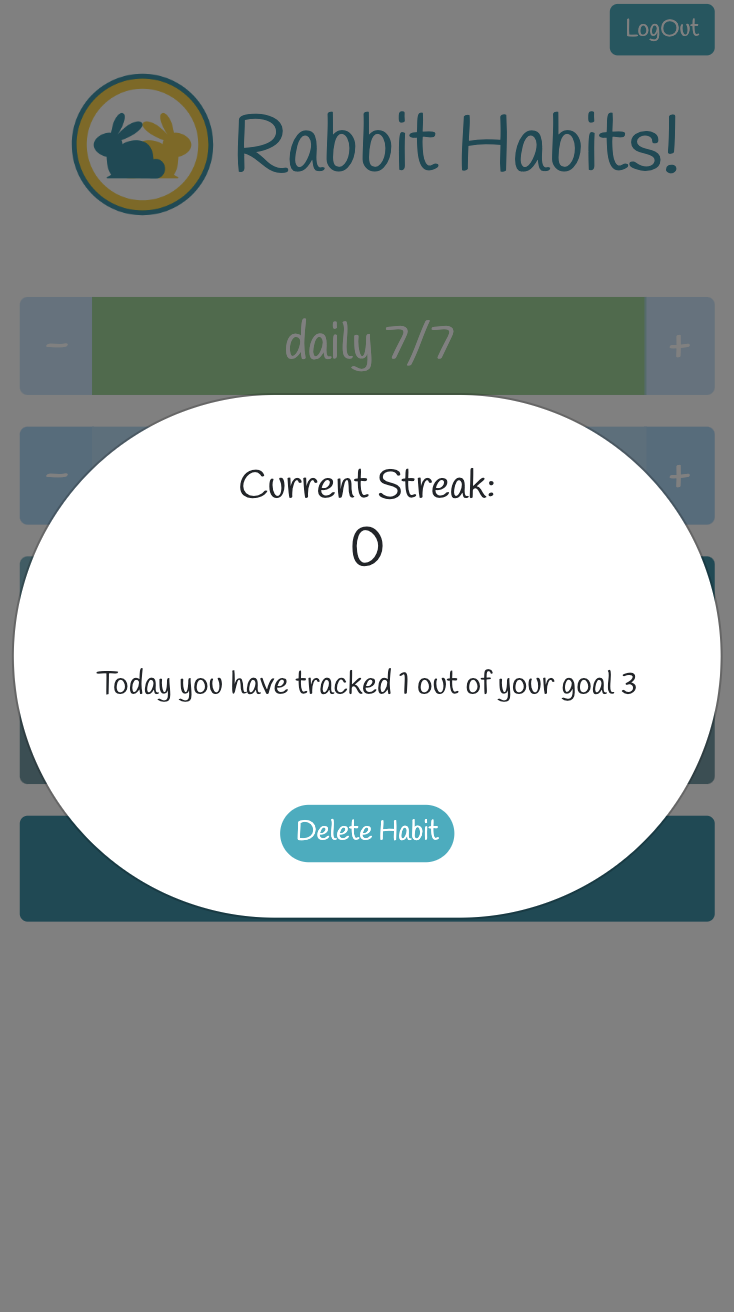 LogOut
Rabbit Habits!
− daily 7/7 +
− +
Current Streak:
0
Today you have tracked 1 out of your goal 3
Delete Habit